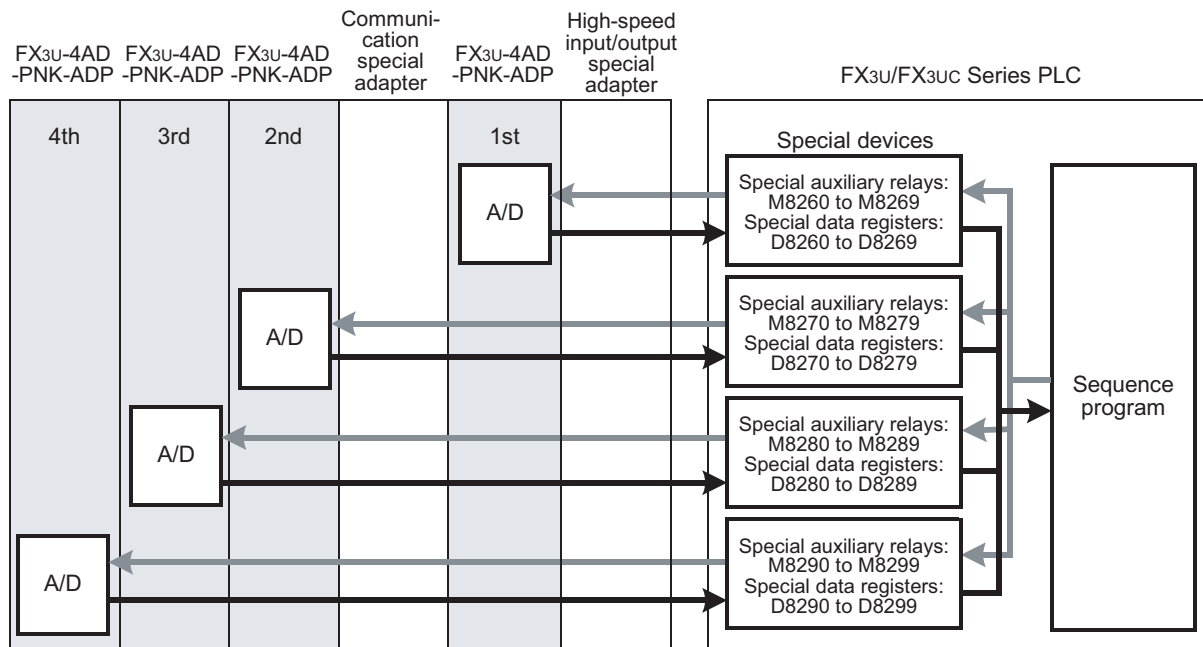 FX3U-4AD
-PNK-ADP
FX3U-4AD
-PNK-ADP
FX3U-4AD
-PNK-ADP
Communi-
cation
special
adapter
FX3U-4AD
-PNK-ADP
High-speed
input/output
special
adapter
FX3U/FX3UC Series PLC
4th
3rd
2nd
1st
Special devices
A/D
Special auxiliary relays:
M8260 to M8269
Special data registers:
D8260 to D8269
A/D
Special auxiliary relays:
M8270 to M8279
Special data registers:
D8270 to D8279
Sequence
program
A/D
Special auxiliary relays:
M8280 to M8289
Special data registers:
D8280 to D8289
A/D
Special auxiliary relays:
M8290 to M8299
Special data registers:
D8290 to D8299